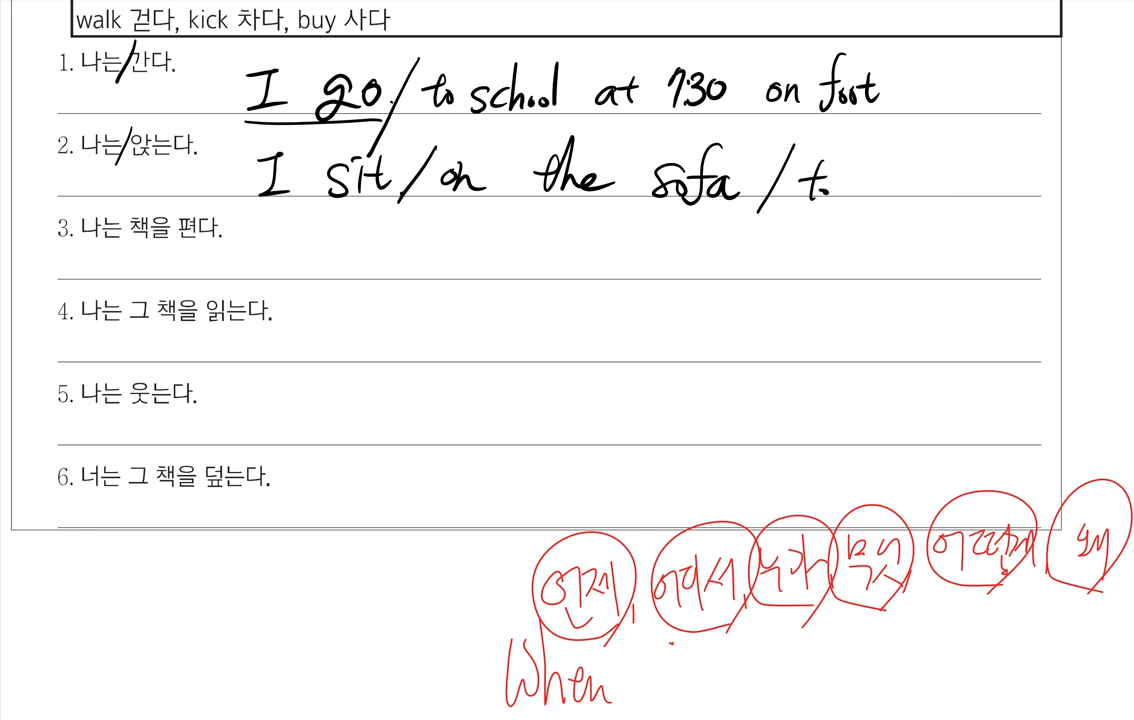 walk 걷다, kick 차다, buy 사다
1. 나는/간다.
I go/to school at 7:30 on foot
2. 나는/앉는다.
I sit/on the sofa/to
3. 나는 책을 편다.
4. 나는 그 책을 읽는다.
5. 나는 웃는다.
6. 너는 그 책을 덮는다.
언제, 어디서, 누가, 무엇, 어떻게, 왜
When